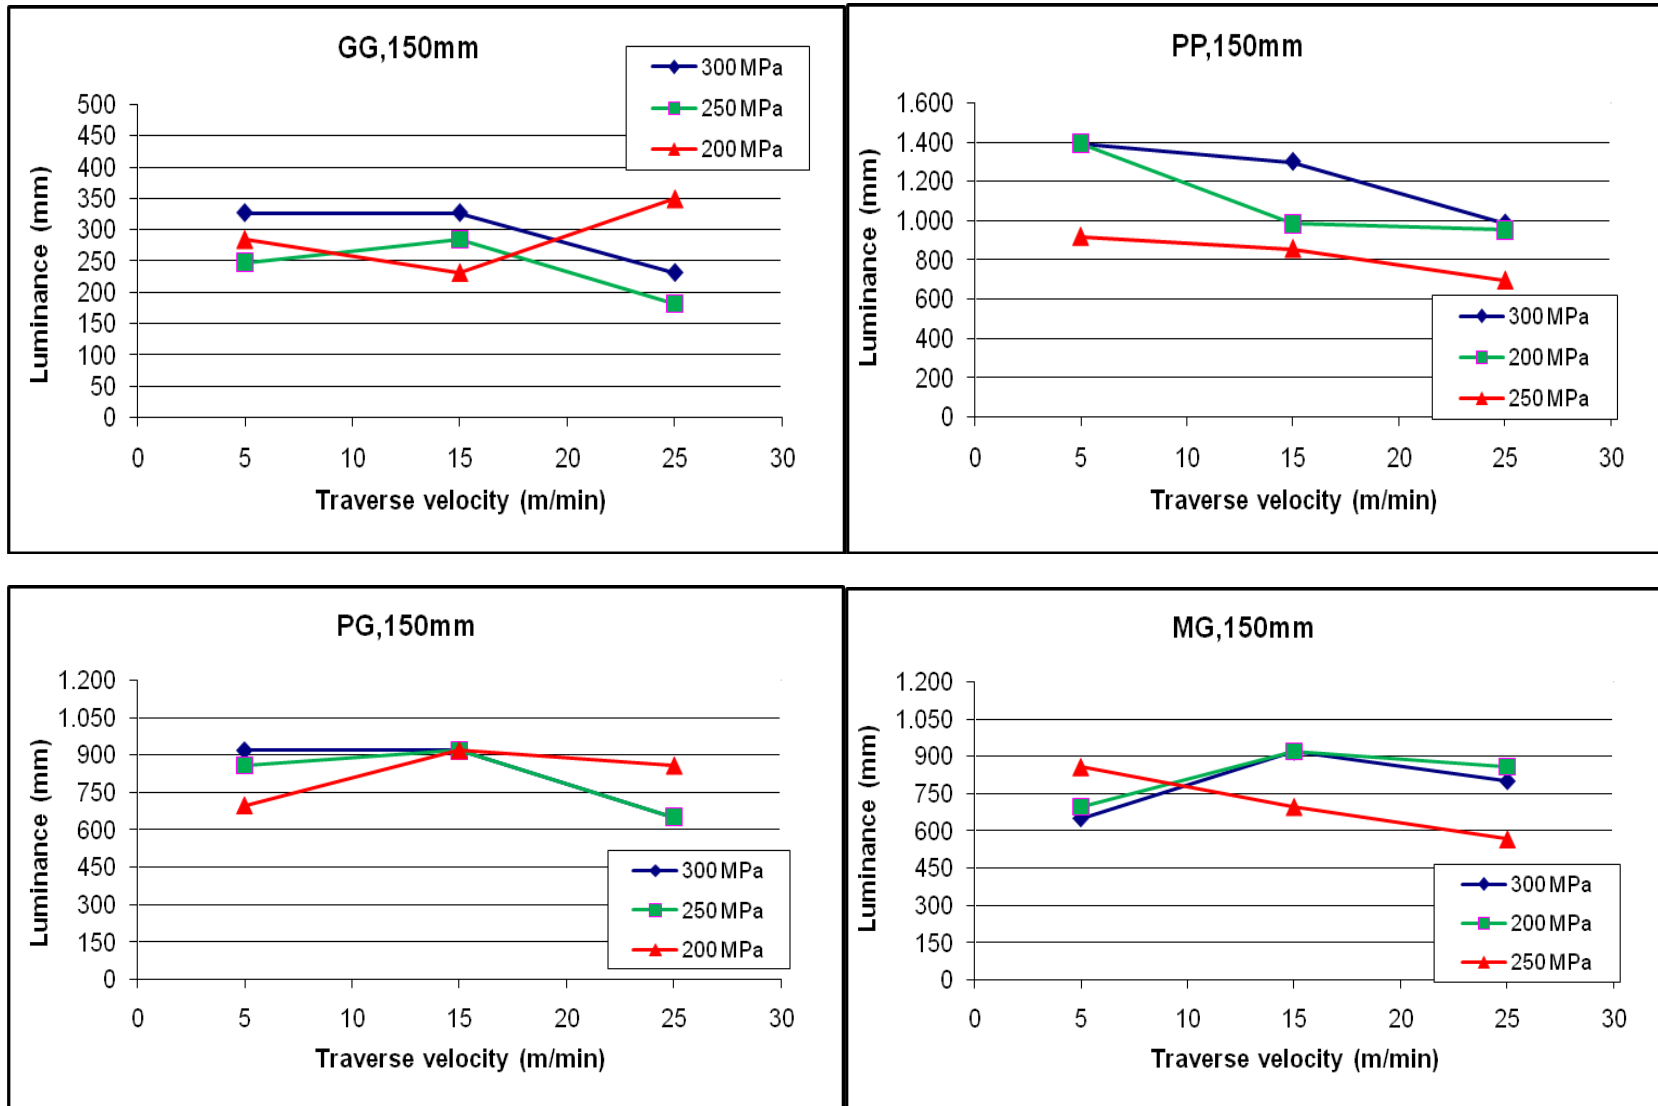 GG,150mm
300 MPa
250 MPa
200 MPa
500
450
400
350
300
250
200
150
100
50
0
0 5 10 15 20 25 30
Luminance (mm)
Traverse velocity (m/min)
PP,150mm
1.600
1.400
1.200
1.000
800
600
400
200
0
0 5 10 15 20 25 30
Luminance (mm)
300 MPa
200 MPa
250 MPa
Traverse velocity (m/min)
PG,150mm
1.200
1.050
900
750
600
450
300
150
0
0 5 10 15 20 25 30
Luminance (mm)
300 MPa
250 MPa
200 MPa
Traverse velocity (m/min)
MG,150mm
1.200
1.050
900
750
600
450
300
150
0
0 5 10 15 20 25 30
Luminance (mm)
300 MPa
200 MPa
250 MPa
Traverse velocity (m/min)